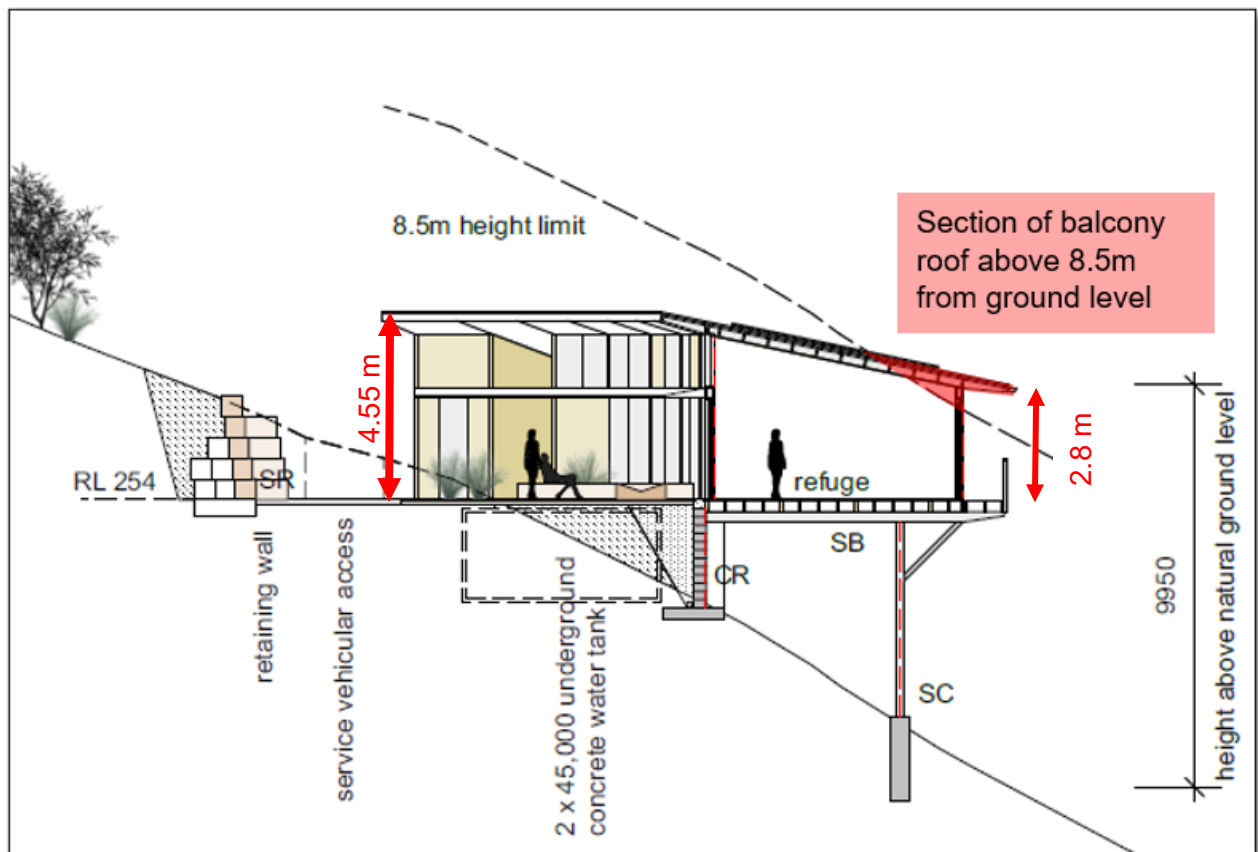 8.5m height limit
Section of balcony
roof above 8.5m
from ground level
4.55 m
2.8 m
RL 254
SR
refuge
SB
CR
SC
retaining wall
service vehicular access
2 x 45,000 underground
concrete water tank
9950
height above natural ground level